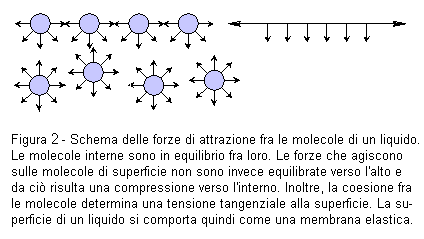 Figura 2 - Schema delle forze di attrazione fra le molecole di un liquido.
Le molecole interne sono in equilibrio fra loro. Le forze che agiscono
sulle molecole di superficie non sono invece equilibrate verso l'alto e
da ciò risulta una compressione verso l'interno. Inoltre, la coesione fra
le molecole determina una tensione tangenziale alla superficie. La su-
perficie di un liquido si comporta quindi come una membrana elastica.